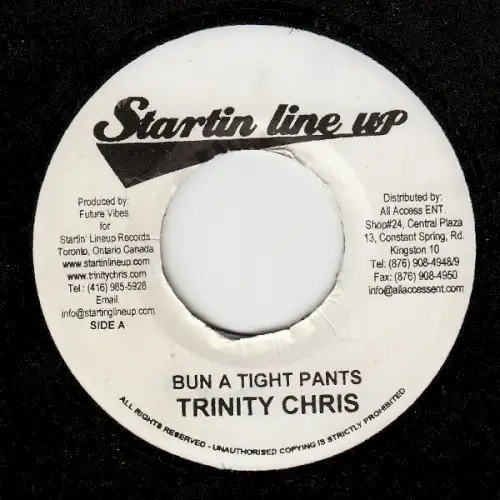 Startin line up
Produced by:
Future Vibes
for
Startin' Lineup Records
Toronto, Ontario Canada
www.startinlineup.com
www.trinitychris.com
Tel.: (416) 985-5928
Email
info@startinglineup.com
SIDE A
Distributed by:
All Access ENT.
Shop#24, Central Plaza
13, Constant Spring, Rd.
Kingston 10
Tel: (876) 908-4948/9
Fax: (876) 908-4950
info@allaccessent.com
BUN A TIGHT PANTS
TRINITY CHRIS
ALL RIGHTS RESERVED - UNAUTHORISED COPYING IS STRICTLY PROHIBITED